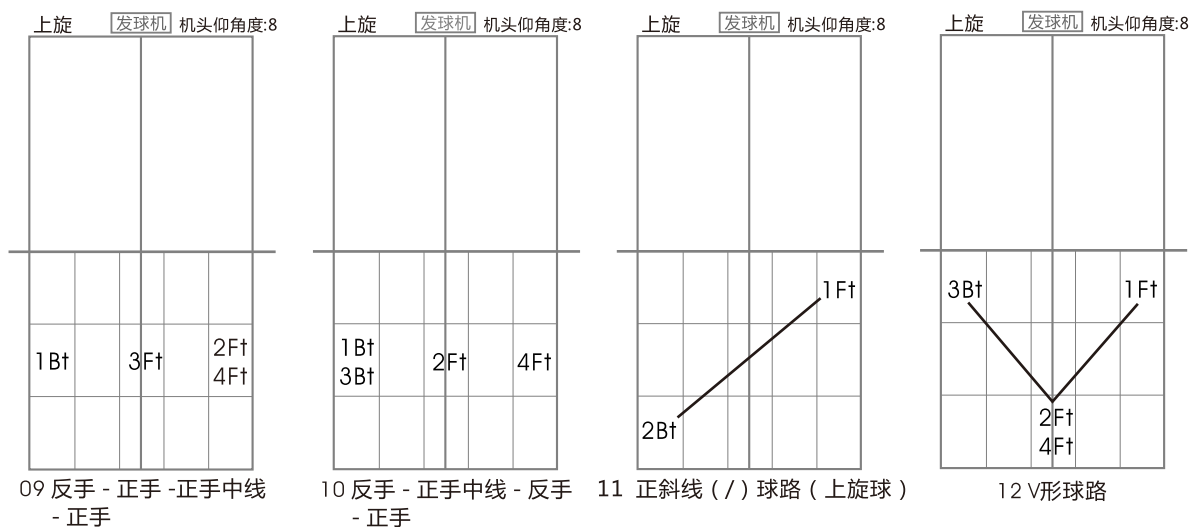 上旋 发球机 机头仰角度:8
1Bt 3Ft 2Ft
4Ft
09 反手 - 正手 -正手中线
- 正手
上旋 发球机 机头仰角度:8
1Bt 2Ft 4Ft
3Bt
10 反手 - 正手中线 - 反手
- 正手
上旋 发球机 机头仰角度:8
1Ft
2Bt
11 正斜线 ( / ) 球路 ( 上旋球 )
上旋 发球机 机头仰角度:8
3Bt 1Ft
2Ft
4Ft
12 V形球路